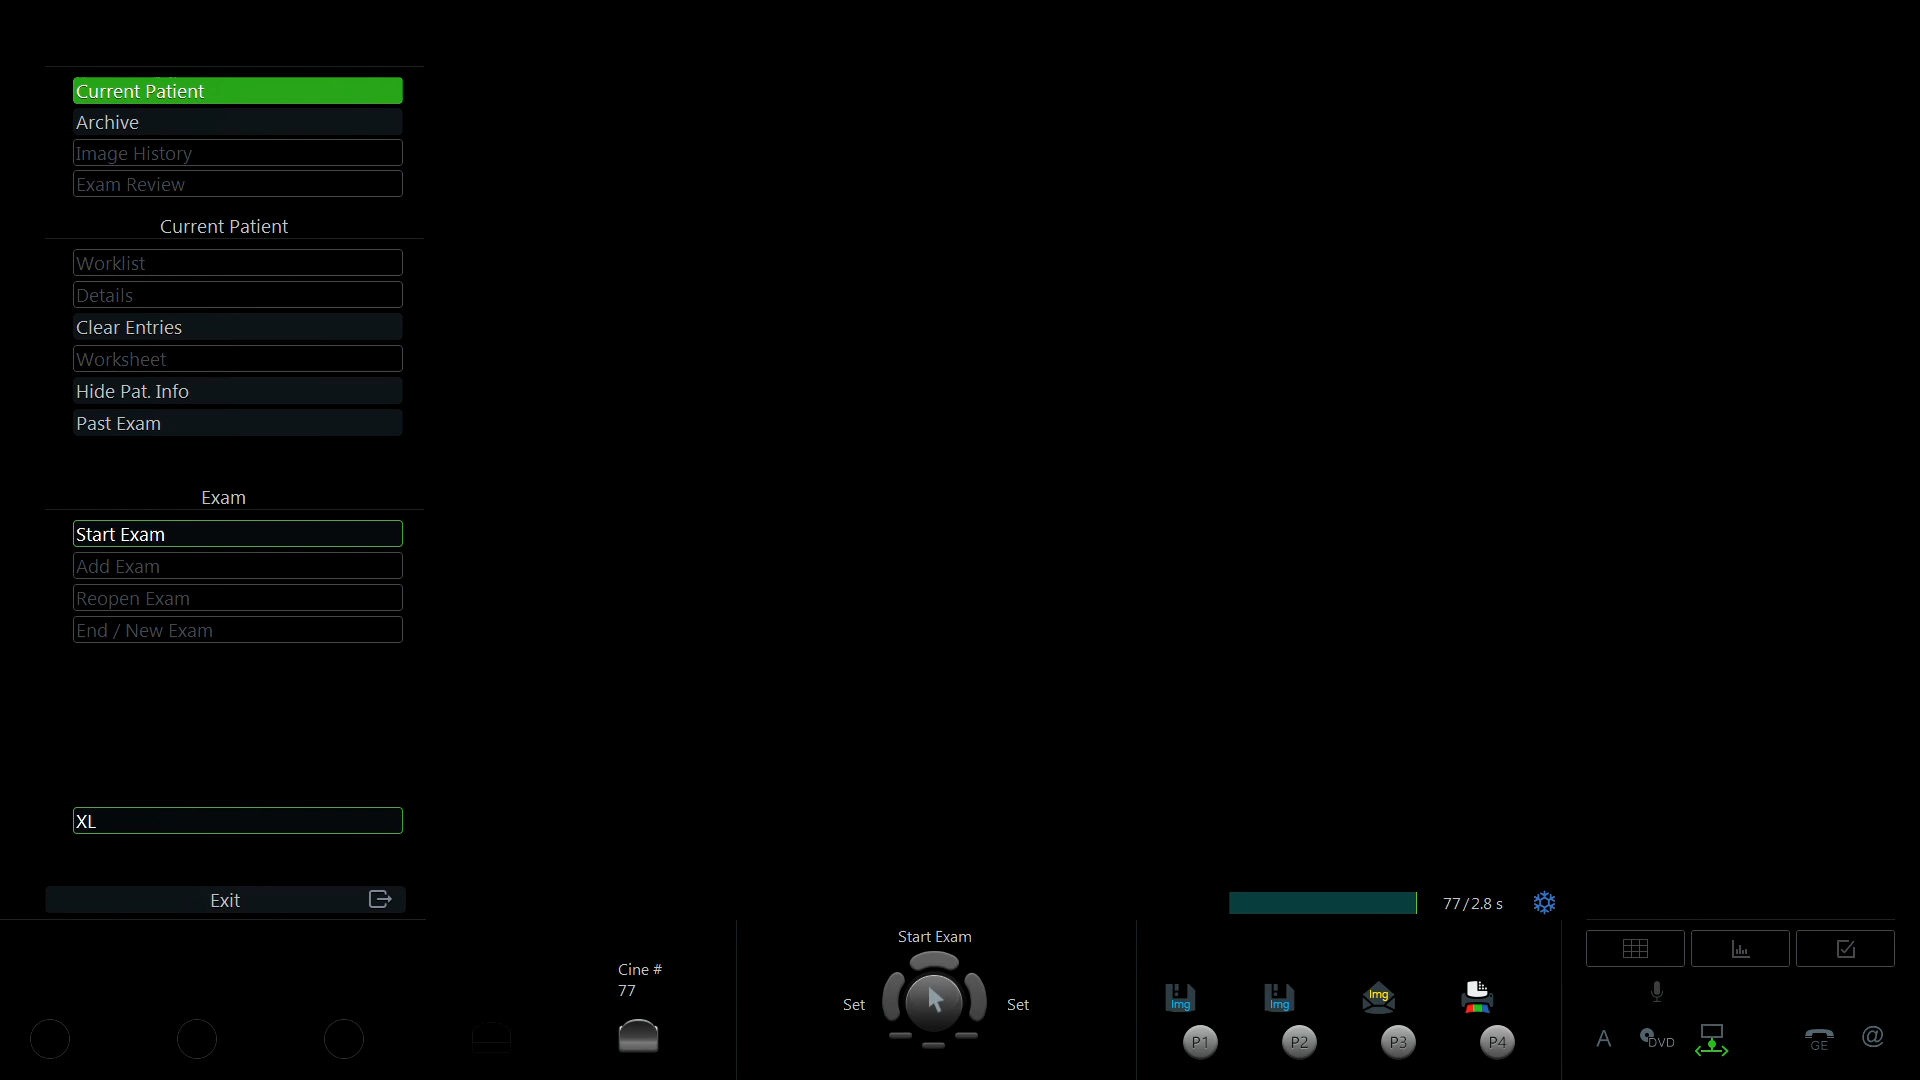 Current Patient
Archive
Image History
Exam Review
Current Patient
Worklist
Details
Clear Entries
Worksheet
Hide Pat. Info
Past Exam
Exam
Start Exam
Add Exam
Reopen Exam
End / New Exam
XL
Exit
77/2.8 s
Start Exam
Cine #
77
Set
Set
Img
Img
Img
P1
P2
P3
P4
A
DVD
GE
@